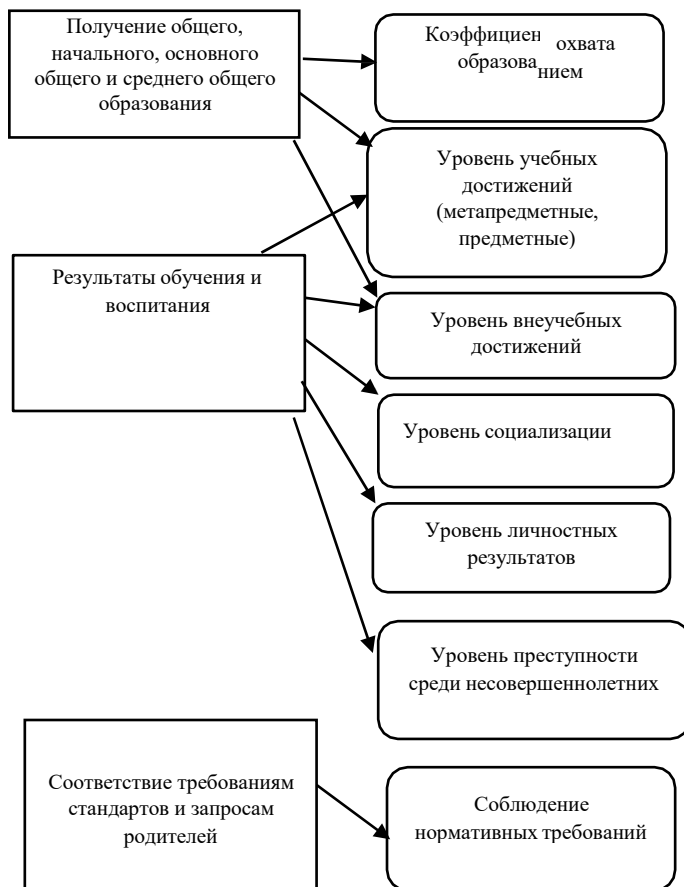 Получение общего,
начального, основного
общего и среднего общего
образования
Коэффициен охвата
образова
нием
Уровень учебных
достижений
(метапредметные,
предметные)
Результаты обучения и
воспитания
Уровень внеучебных
достижений
Уровень социализации
Уровень личностных
результатов
Уровень преступности
среди несовершеннолетних
Соответствие требованиям
стандартов и запросам
родителей
Соблюдение
нормативных требований